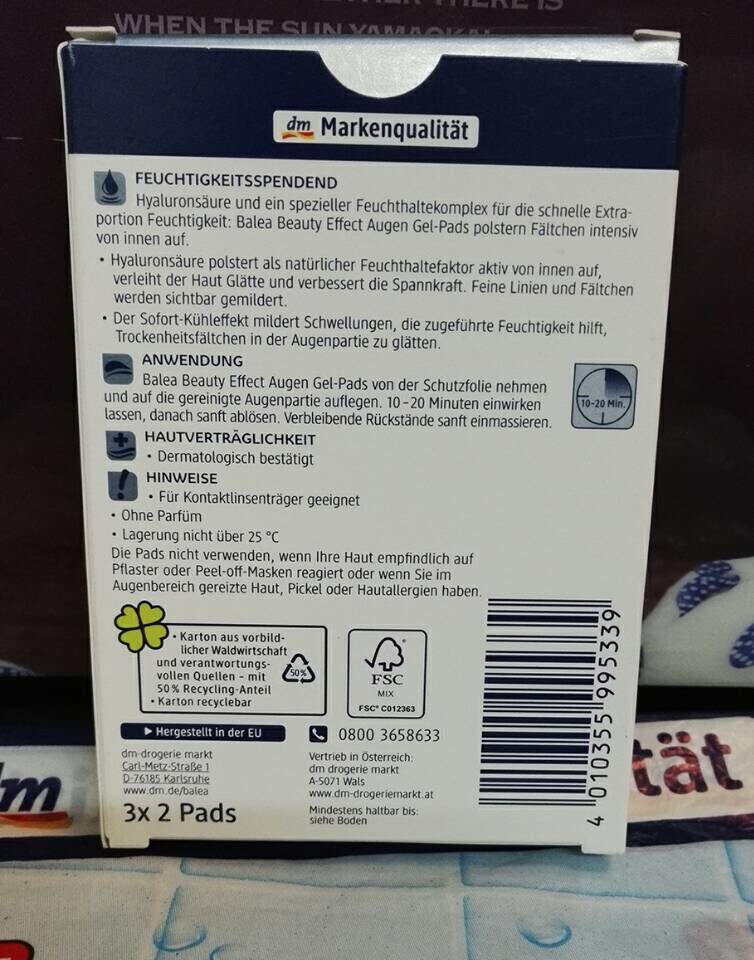 WHEN THE SUN
dm Markenqualität
FEUCHTIGKEITSSPENDEND
Hyaluronsäure und ein spezieller Feuchthaltekomplex für die schnelle Extra-
portion Feuchtigkeit: Balea Beauty Effect Augen Gel-Pads polstern Fältchen intensiv
von innen auf.
• Hyaluronsäure polstert als natürlicher Feuchthaltefaktor aktiv von innen auf,
verleiht der Haut Glätte und verbessert die Spannkraft. Feine Linien und Fältchen
werden sichtbar gemildert.
• Der Sofort-Kühleffekt mildert Schwellungen, die zugeführte Feuchtigkeit hilft,
Trockenheitsfältchen in der Augenpartie zu glätten.
ANWENDUNG
Balea Beauty Effect Augen Gel-Pads von der Schutzfolie nehmen
und auf die gereinigte Augenpartie auflegen. 10-20 Minuten einwirken
lassen, danach sanft ablösen. Verbleibende Rückstände sanft einmassieren.
10-20 Min.
HAUTVERTRÄGLICHKEIT
• Dermatologisch bestätigt
HINWEISE
• Für Kontaktlinsenträger geeignet
• Ohne Parfüm
• Lagerung nicht über 25 °C
Die Pads nicht verwenden, wenn Ihre Haut empfindlich auf
Pflaster oder Peel-off-Masken reagiert oder wenn Sie im
Augenbereich gereizte Haut, Pickel oder Hautallergien haben.
• Karton aus vorbild-
licher Waldwirtschaft
und verantwortungs-
vollen Quellen – mit
50 % Recycling-Anteil
• Karton recyclebar
50%
FSC
MIX
FSC® C012363
Hergestellt in der EU
0800 3658633
dm-drogerie markt
Carl-Metz-Straße 1
D-76185 Karlsruhe
www.dm.de/balea
3x 2 Pads
Vertrieb in Österreich:
dm drogerie markt
A-5071 Wals
www.dm-drogeriemarkt.at
Mindestens haltbar bis:
siehe Boden
4 010355 995339
dm
ität